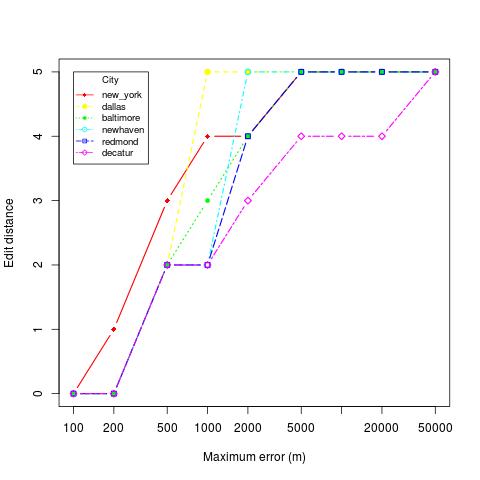 City
new_york
dallas
baltimore
newhaven
redmond
decatur
Edit distance
5
4
3
2
1
0
100 200 500 1000 2000 5000 20000 50000
Maximum error (m)